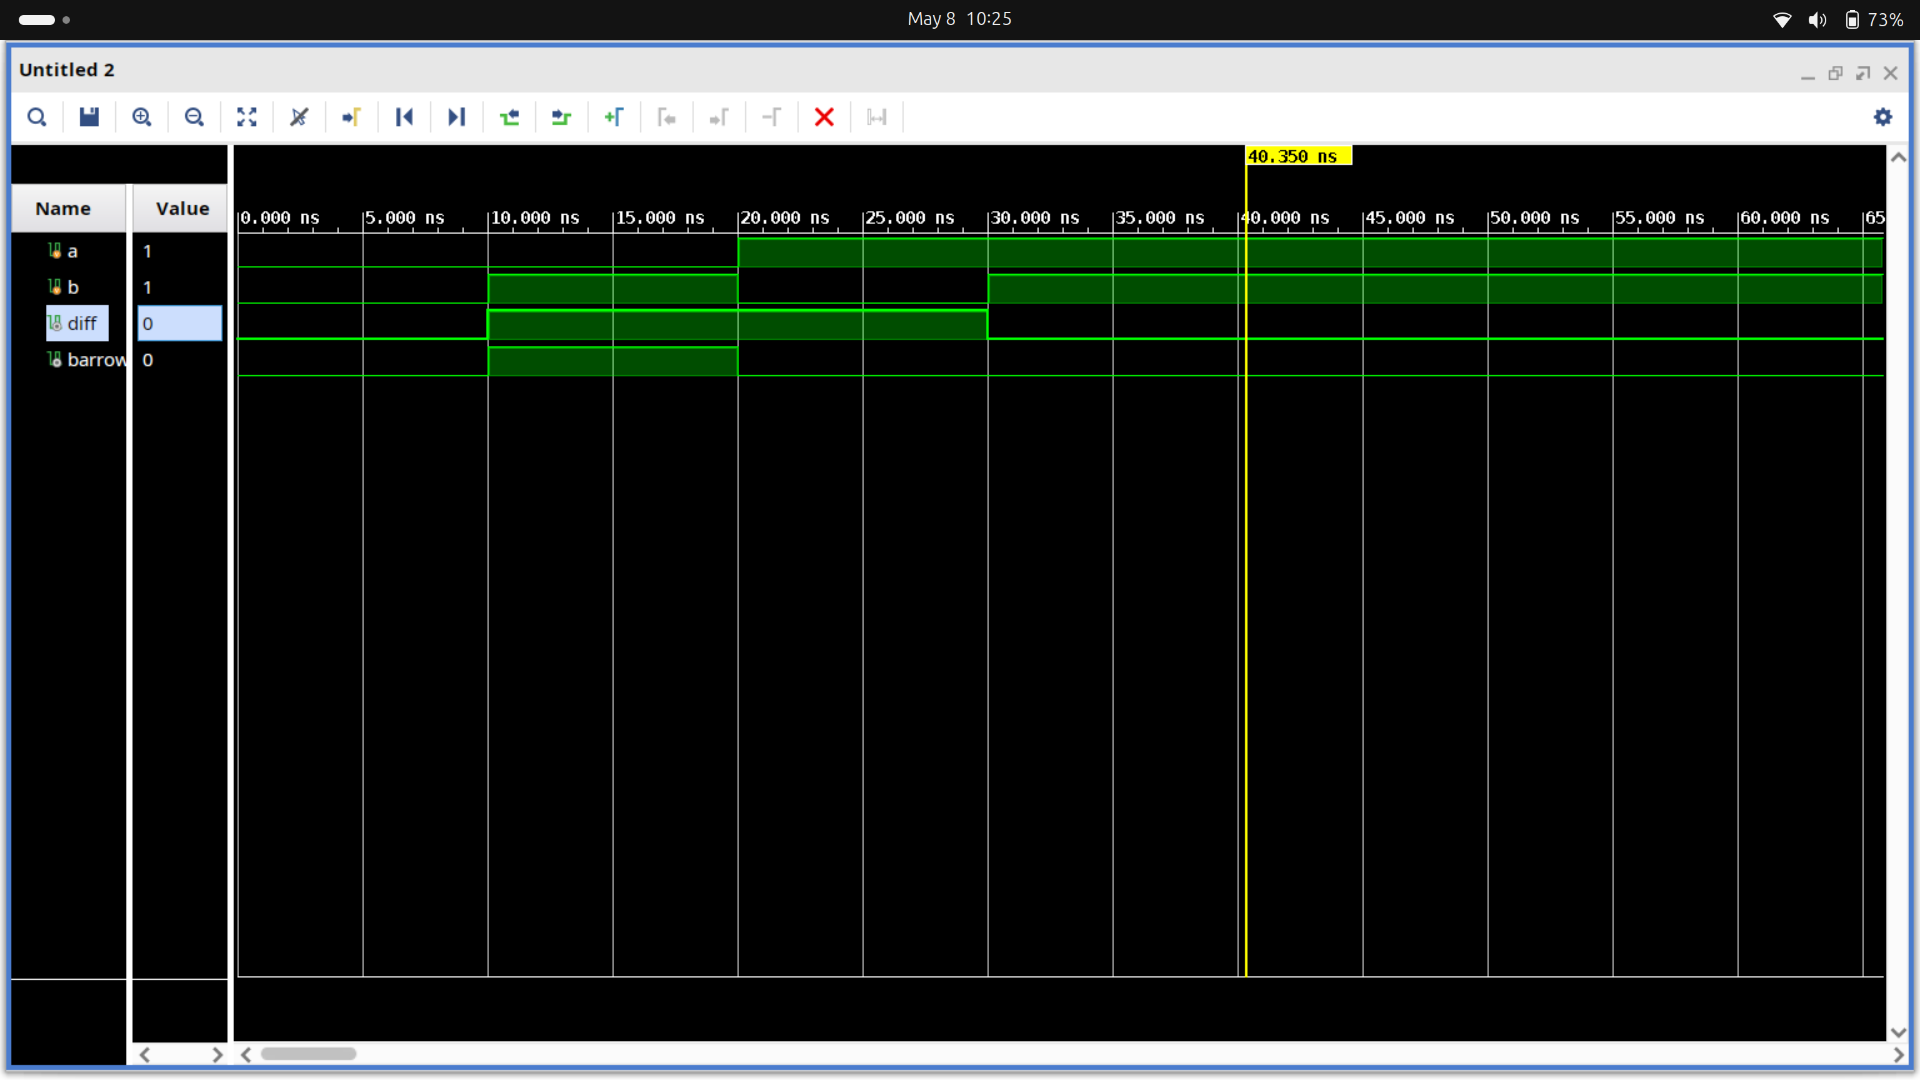 May 8 10:25
73%
Untitled 2
40.350 ns
Name Value
0.000 ns 5.000 ns 10.000 ns 15.000 ns 20.000 ns 25.000 ns 30.000 ns 35.000 ns 40.000 ns 45.000 ns 50.000 ns 55.000 ns 60.000 ns 65
a 1
b 1
diff 0
barrow 0